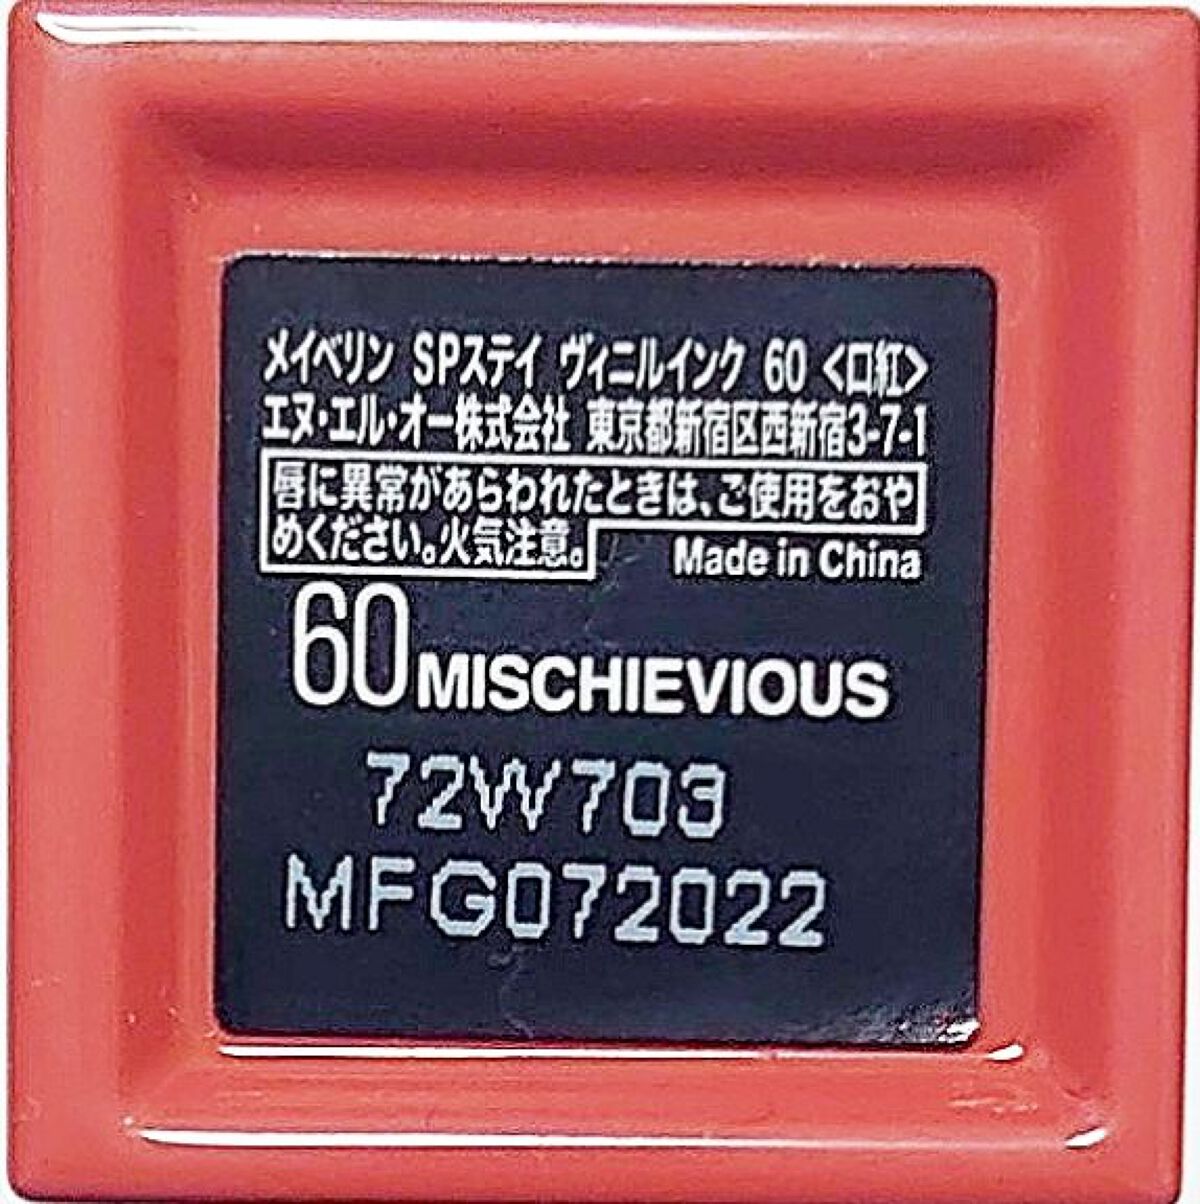 メイベリン SPステイ ヴィニルインク 60 <口紅>
エヌ・エル・オー株式会社 東京都新宿区西新宿3-7-1
唇に異常があらわれたときは、ご使用をおや
めください。火気注意。
Made in China
60 MISCHIEVIOUS
72W703
MFG072022